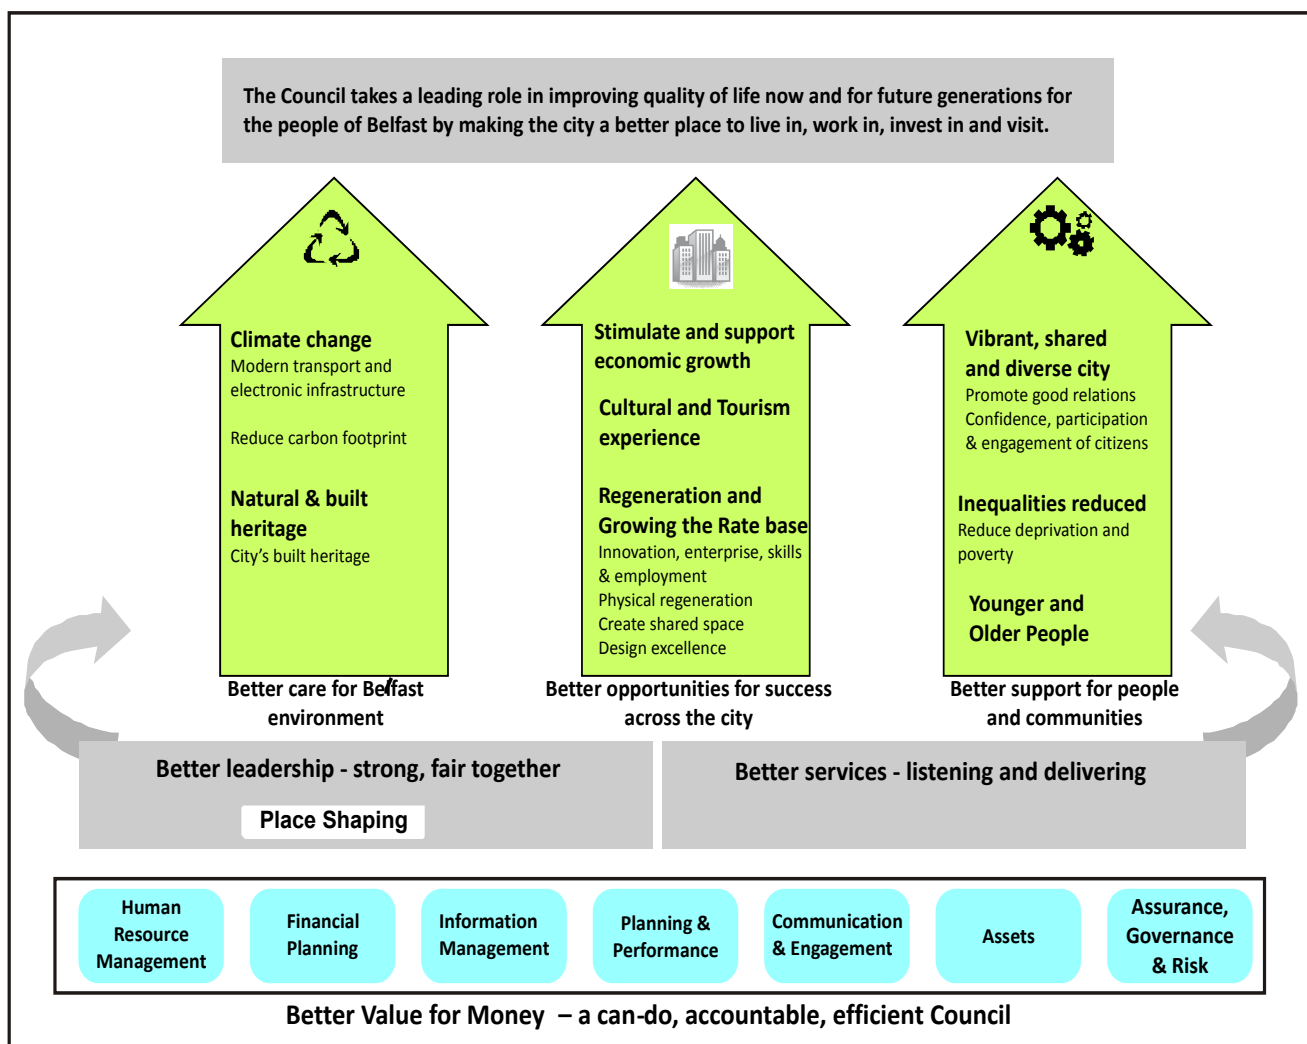 The Council takes a leading role in improving quality of life now and for future generations for
the people of Belfast by making the city a better place to live in, work in, invest in and visit.
Climate change
Modern transport and
electronic infrastructure
Reduce carbon footprint
Natural & built
heritage
City's built heritage
Better care for Belfast
environment
Stimulate and support
economic growth
Cultural and Tourism
experience
Regeneration and
Growing the Rate base
Innovation, enterprise, skills
& employment
Physical regeneration
Create shared space
Design excellence
Better opportunities for success
across the city
Vibrant, shared
and diverse city
Promote good relations
Confidence, participation
& engagement of citizens
Inequalities reduced
Reduce deprivation and
poverty
Younger and
Older People
Better support for people
and communities
Better leadership - strong, fair together
Place Shaping
Better services - listening and delivering
Human
Resource
Management
Financial
Planning
Information
Management
Planning &
Performance
Communication
& Engagement
Assets
Assurance,
Governance
& Risk
Better Value for Money – a can-do, accountable, efficient Council